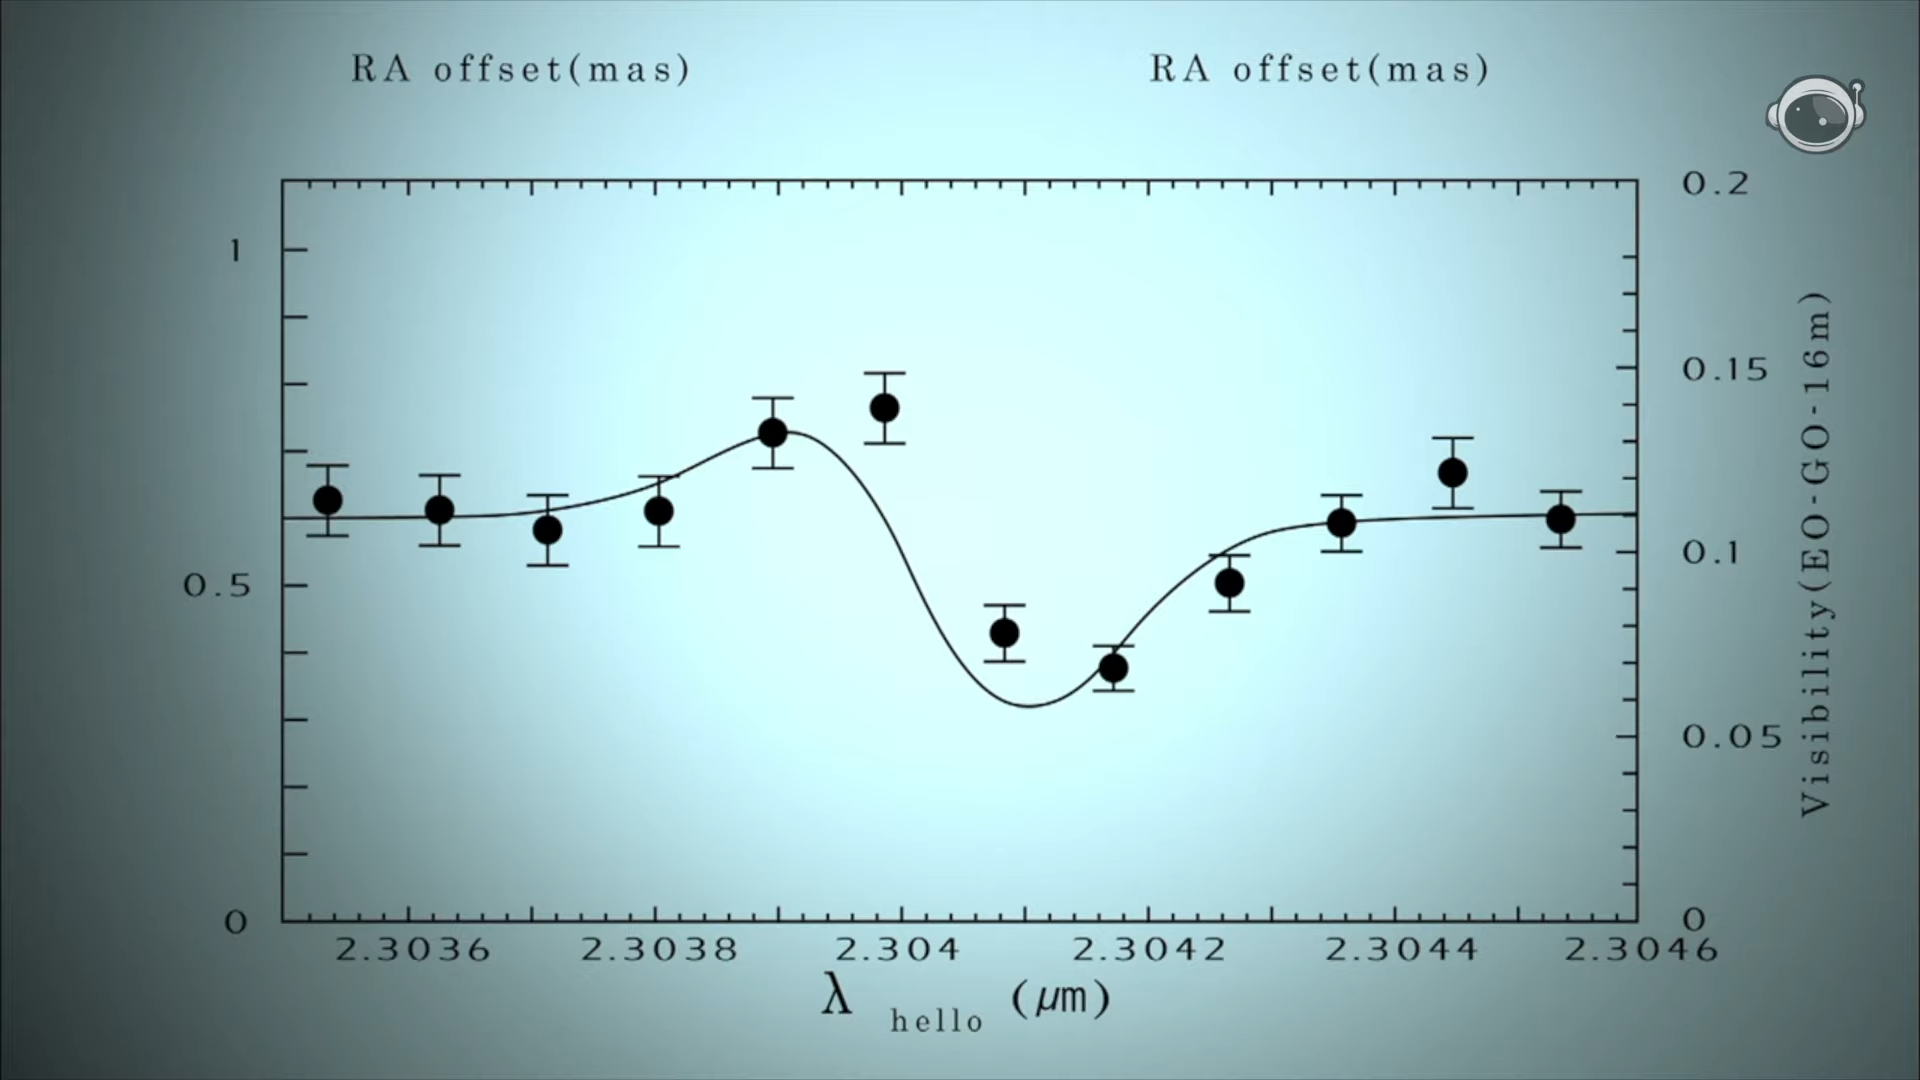 RA offset(mas)
RA offset(mas)
1
0.5
0
0.2
0.15
0.1
0.05
0
Visibility(EO-GO-16m)
2.3036 2.3038 2.304 2.3042 2.3044 2.3046
λ hello (μm)